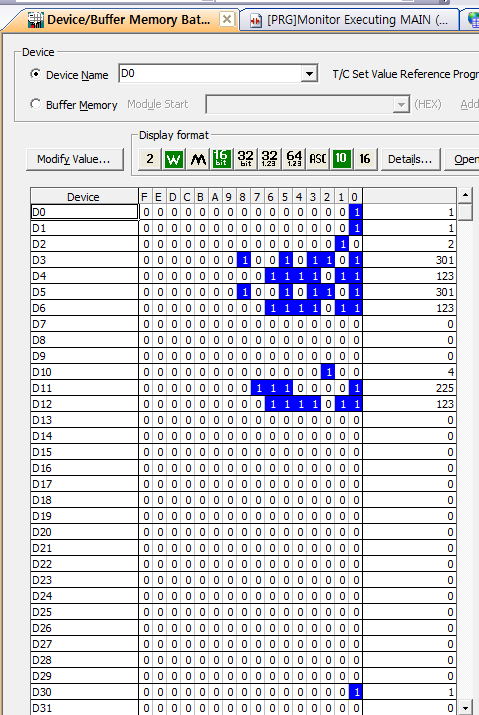 Device/Buffer Memory Bat... [PRG]Monitor Executing MAIN (...
Device
Device Name D0 T/C Set Value Reference Progr
Buffer Memory Module Start (HEX) Add
Display format
Modify Value... 2 W M 16 bit 32 bit 32 1.23 64 1.23 ASC 10 16 Details... Open
Device F E D C B A 9 8 7 6 5 4 3 2 1 0
D0 0 0 0 0 0 0 0 0 0 0 0 0 0 0 0 1 1
D1 0 0 0 0 0 0 0 0 0 0 0 0 0 0 0 1 1
D2 0 0 0 0 0 0 0 0 0 0 0 0 0 0 1 0 2
D3 0 0 0 0 0 0 0 1 0 0 1 0 1 1 0 1 301
D4 0 0 0 0 0 0 0 0 0 1 1 1 1 0 1 1 123
D5 0 0 0 0 0 0 0 1 0 0 1 0 1 1 0 1 301
D6 0 0 0 0 0 0 0 0 0 1 1 1 1 0 1 1 123
D7 0 0 0 0 0 0 0 0 0 0 0 0 0 0 0 0 0
D8 0 0 0 0 0 0 0 0 0 0 0 0 0 0 0 0 0
D9 0 0 0 0 0 0 0 0 0 0 0 0 0 0 0 0 0
D10 0 0 0 0 0 0 0 0 0 0 0 0 0 1 0 0 4
D11 0 0 0 0 0 0 0 0 1 1 1 0 0 0 0 1 225
D12 0 0 0 0 0 0 0 0 0 1 1 1 1 0 1 1 123
D13 0 0 0 0 0 0 0 0 0 0 0 0 0 0 0 0 0
D14 0 0 0 0 0 0 0 0 0 0 0 0 0 0 0 0 0
D15 0 0 0 0 0 0 0 0 0 0 0 0 0 0 0 0 0
D16 0 0 0 0 0 0 0 0 0 0 0 0 0 0 0 0 0
D17 0 0 0 0 0 0 0 0 0 0 0 0 0 0 0 0 0
D18 0 0 0 0 0 0 0 0 0 0 0 0 0 0 0 0 0
D19 0 0 0 0 0 0 0 0 0 0 0 0 0 0 0 0 0
D20 0 0 0 0 0 0 0 0 0 0 0 0 0 0 0 0 0
D21 0 0 0 0 0 0 0 0 0 0 0 0 0 0 0 0 0
D22 0 0 0 0 0 0 0 0 0 0 0 0 0 0 0 0 0
D23 0 0 0 0 0 0 0 0 0 0 0 0 0 0 0 0 0
D24 0 0 0 0 0 0 0 0 0 0 0 0 0 0 0 0 0
D25 0 0 0 0 0 0 0 0 0 0 0 0 0 0 0 0 0
D26 0 0 0 0 0 0 0 0 0 0 0 0 0 0 0 0 0
D27 0 0 0 0 0 0 0 0 0 0 0 0 0 0 0 0 0
D28 0 0 0 0 0 0 0 0 0 0 0 0 0 0 0 0 0
D29 0 0 0 0 0 0 0 0 0 0 0 0 0 0 0 0 0
D30 0 0 0 0 0 0 0 0 0 0 0 0 0 0 0 1 1
D31 0 0 0 0 0 0 0 0 0 0 0 0 0 0 0 0 0